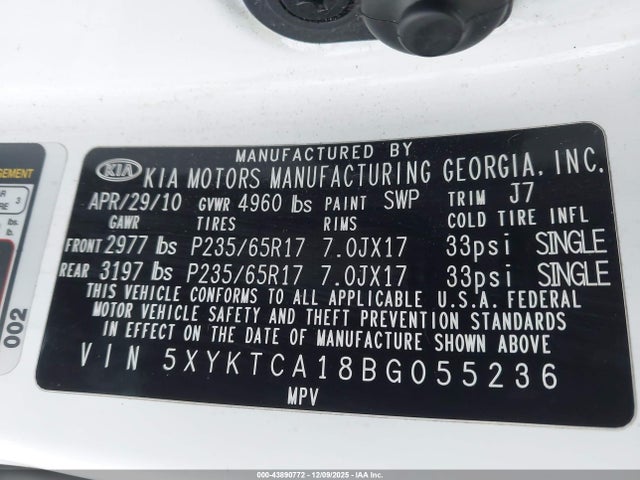 MANUFACTURED BY
KIA KIA MOTORS MANUFACTURING GEORGIA, INC.
APR/29/10 GVWR 4960 lbs PAINT SWP TRIM J7
GAWR TIRES RIMS COLD TIRE INFL
FRONT 2977 lbs P235/65R17 7.0JX17 33psi SINGLE
REAR 3197 lbs P235/65R17 7.0JX17 33psi SINGLE
THIS VEHICLE CONFORMS TO ALL APPLICABLE U.S.A. FEDERAL
MOTOR VEHICLE SAFETY AND THEFT PREVENTION STANDARDS
IN EFFECT ON THE DATE OF MANUFACTURE SHOWN ABOVE
VIN 5XYKTCA18BG055236
MPV
002
000-43890772 - 12/09/2025 - IAAI, Inc.